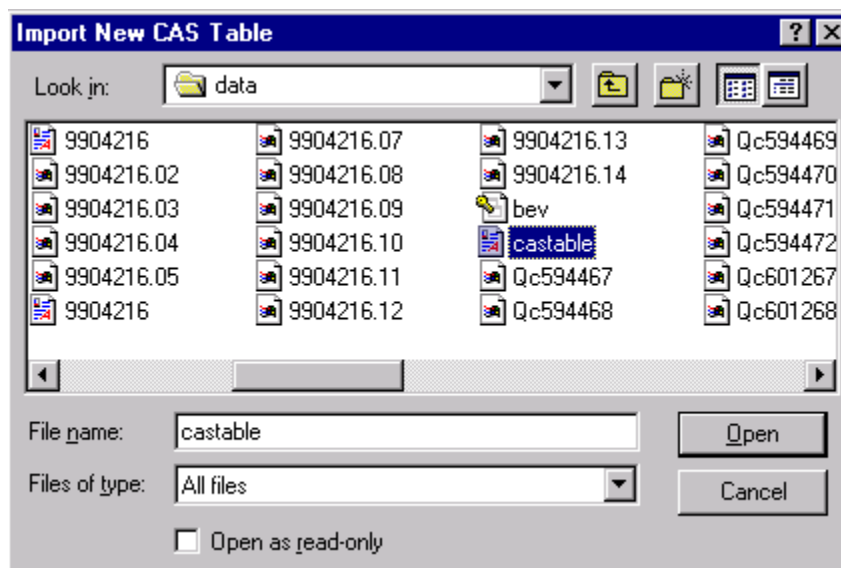 Import New CAS Table
Look in: data
9904216 9904216.07 9904216.13 Qc594469
9904216.02 9904216.08 9904216.14 Qc594470
9904216.03 9904216.09 bev Qc594471
9904216.04 9904216.10 castable Qc594472
9904216.05 9904216.11 Qc594467 Qc601267
9904216 9904216.12 Qc594468 Qc601268
File name: castable Open
Files of type: All files Cancel
Open as read-only